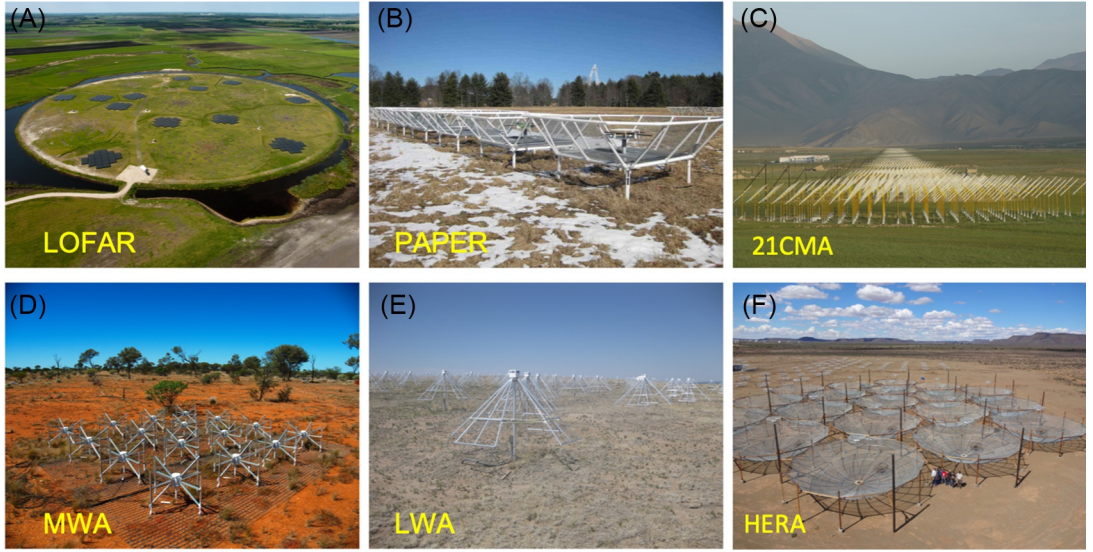 (A)
LOFAR
(B)
PAPER
(C)
21CMA
(D)
MWA
(E)
LWA
(F)
HERA